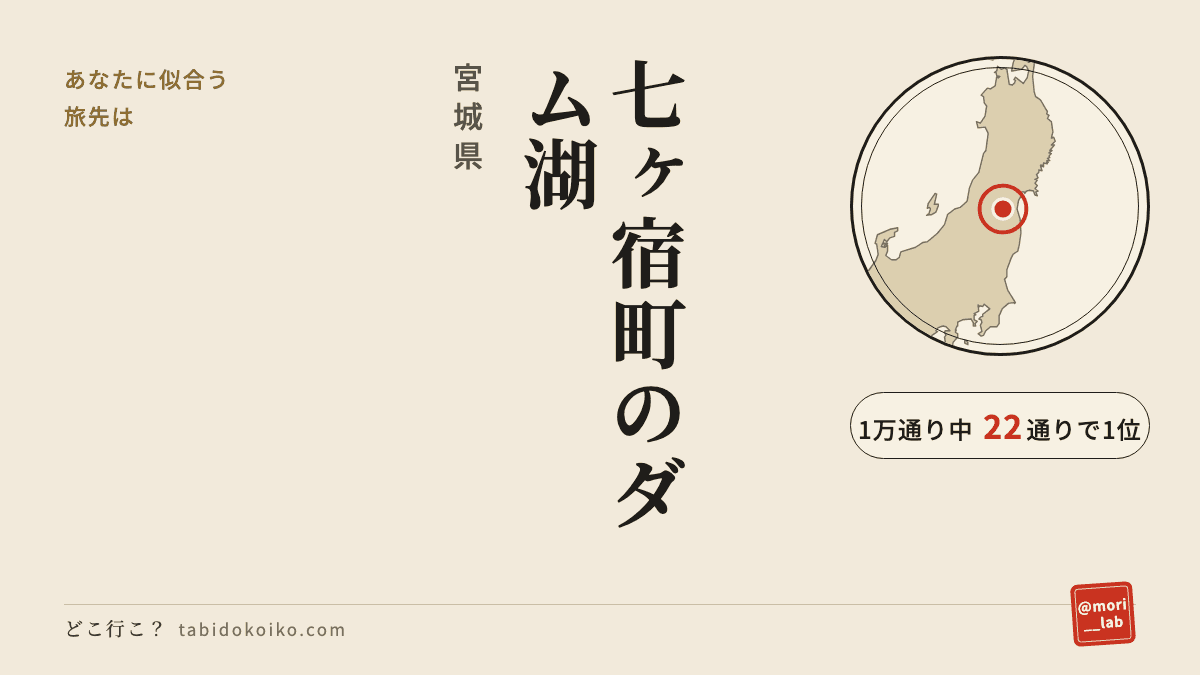 あなたに似合う
旅先は
七ヶ宿町のダ
ム湖
宮城県
1万通り中 22通りで1位
どこ行こ？ tabidokoiko.com
@mori
__lab